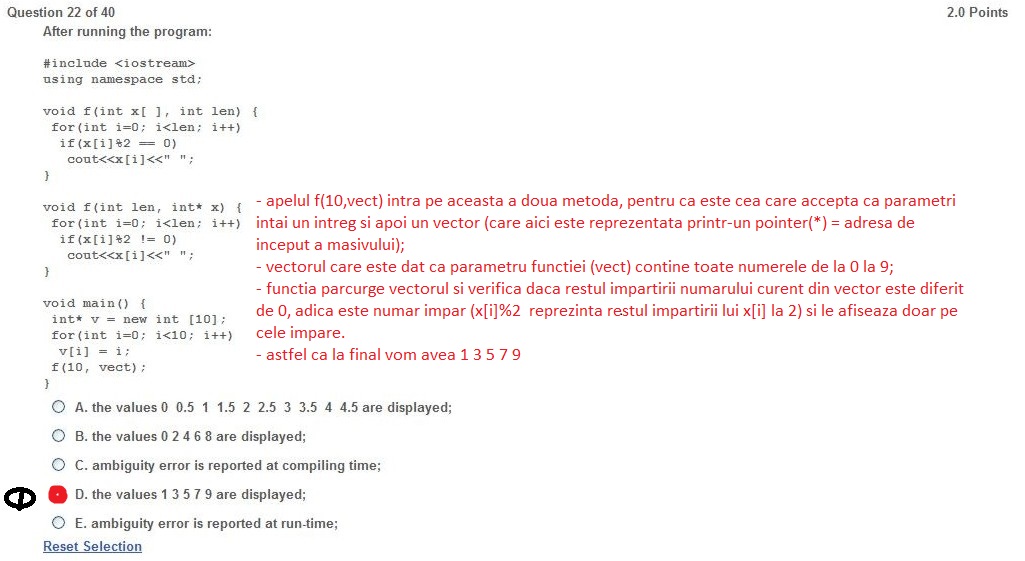 Question 22 of 40
2.0 Points
After running the program:
#include <iostream>
using namespace std;
void f(int x[ ], int len) {
for(int i=0; i<len; i++)
if(x[i]%2 == 0)
cout<<x[i]<<" ";
}
void f(int len, int* x) {
for(int i=0; i<len; i++)
if(x[i]%2 != 0)
cout<<x[i]<<" ";
}
void main() {
int* v = new int [10];
for(int i=0; i<10; i++)
v[i] = i;
f(10, vect);
}
- apelul f(10,vect) intra pe aceasta a doua metoda, pentru ca este cea care accepta ca parametri
intai un intreg si apoi un vector (care aici este reprezentata printr-un pointer(*) = adresa de
inceput a masivului);
- vectorul care este dat ca parametru functiei (vect) contine toate numerele de la 0 la 9;
- functia parcurge vectorul si verifica daca restul impartirii numarului curent din vector este diferit
de 0, adica este numar impar (x[i]%2 reprezinta restul impartirii lui x[i] la 2) si le afiseaza doar pe
cele impare.
- astfel ca la final vom avea 1 3 5 7 9
A. the values 0 0.5 1 1.5 2 2.5 3 3.5 4 4.5 are displayed;
B. the values 0 2 4 6 8 are displayed;
C. ambiguity error is reported at compiling time;
D. the values 1 3 5 7 9 are displayed;
E. ambiguity error is reported at run-time;
Reset Selection